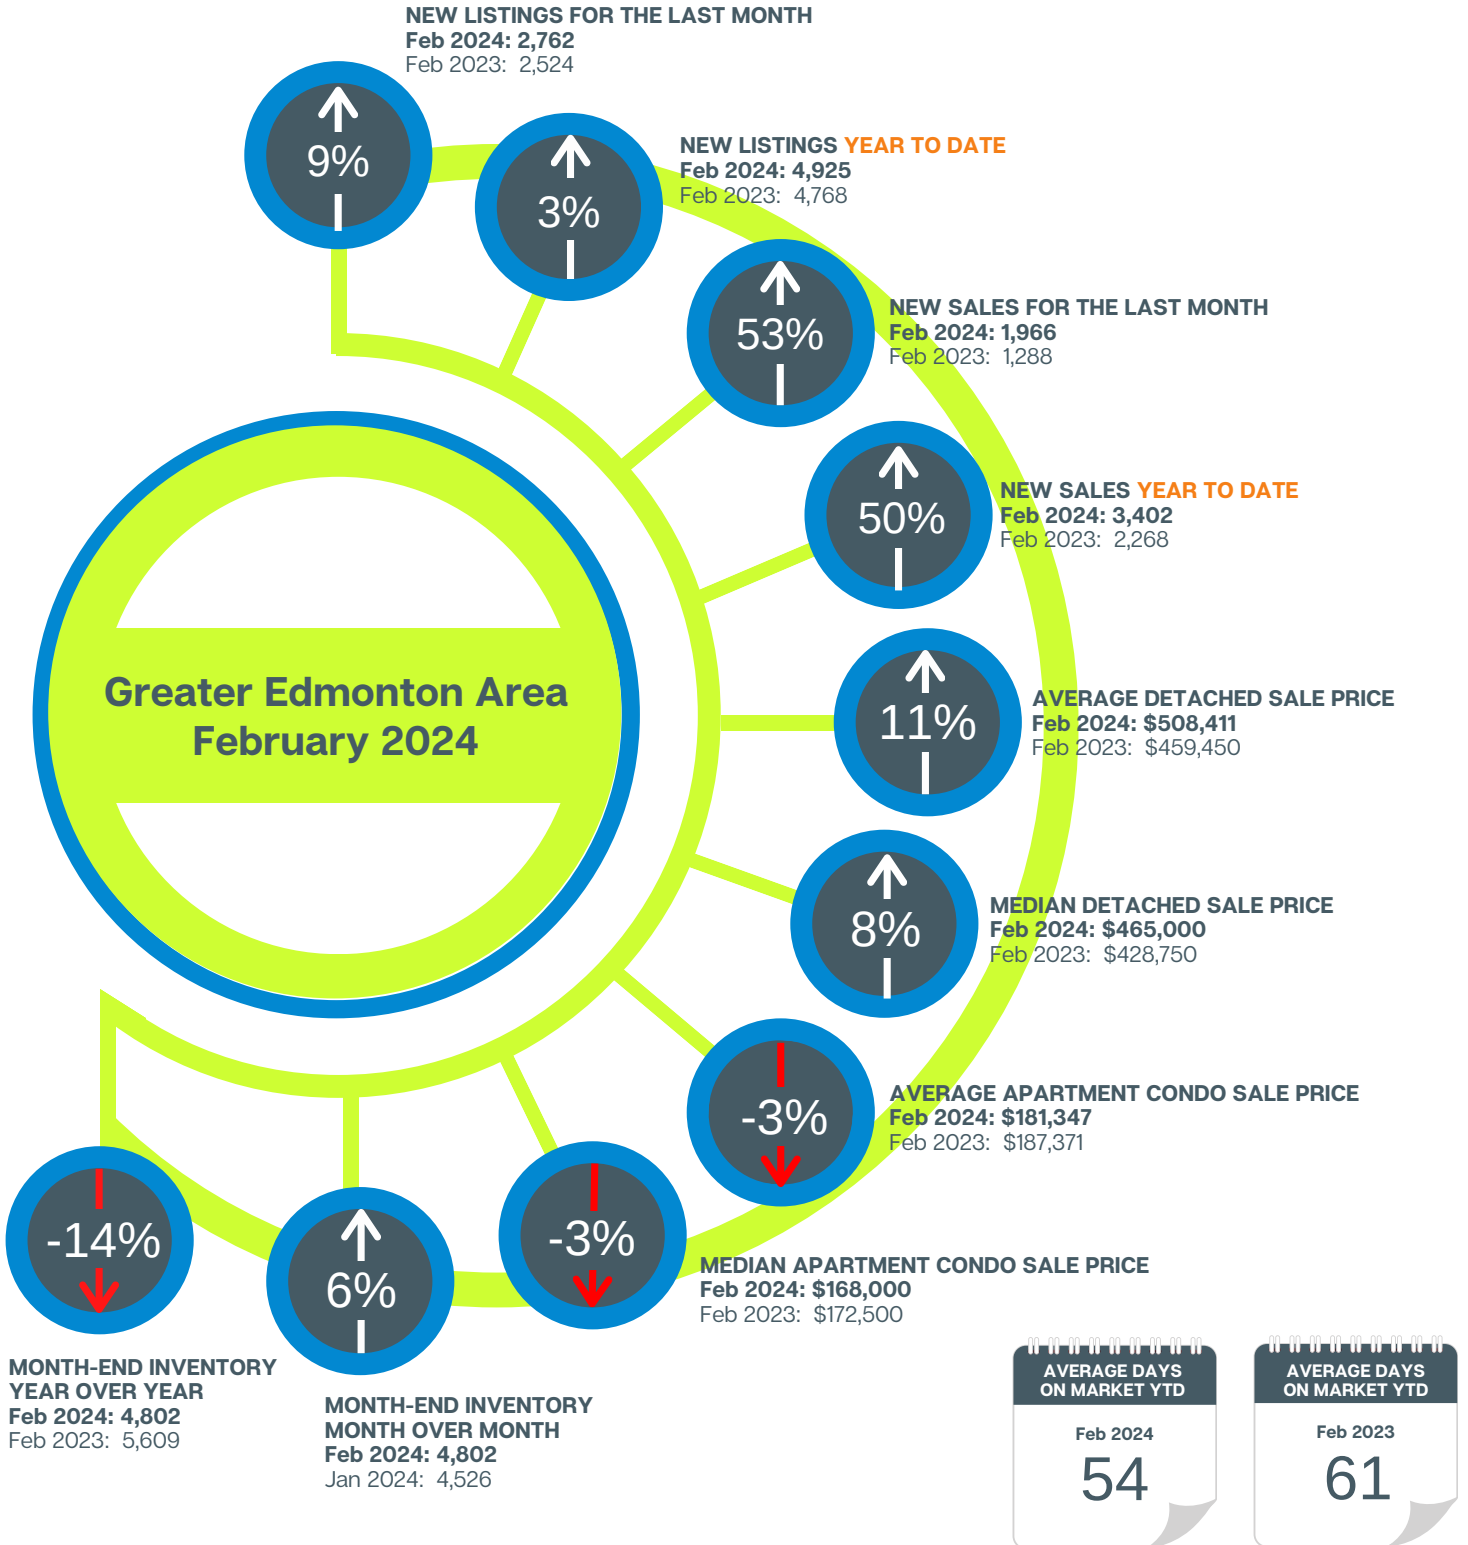 NEW LISTINGS FOR THE LAST MONTH
Feb 2024: 2,762
Feb 2023: 2,524
9%
NEW LISTINGS YEAR TO DATE
Feb 2024: 4,925
Feb 2023: 4,768
3%
NEW SALES FOR THE LAST MONTH
Feb 2024: 1,966
Feb 2023: 1,288
53%
NEW SALES YEAR TO DATE
Feb 2024: 3,402
Feb 2023: 2,268
50%
Greater Edmonton Area
February 2024
AVERAGE DETACHED SALE PRICE
Feb 2024: $508,411
Feb 2023: $459,450
11%
MEDIAN DETACHED SALE PRICE
Feb 2024: $465,000
Feb 2023: $428,750
8%
AVERAGE APARTMENT CONDO SALE PRICE
Feb 2024: $181,347
Feb 2023: $187,371
-3%
MEDIAN APARTMENT CONDO SALE PRICE
Feb 2024: $168,000
Feb 2023: $172,500
-3%
6%
MONTH-END INVENTORY
MONTH OVER MONTH
Feb 2024: 4,802
Jan 2024: 4,526
-14%
MONTH-END INVENTORY
YEAR OVER YEAR
Feb 2024: 4,802
Feb 2023: 5,609
AVERAGE DAYS
ON MARKET YTD
Feb 2024
54
AVERAGE DAYS
ON MARKET YTD
Feb 2023
61